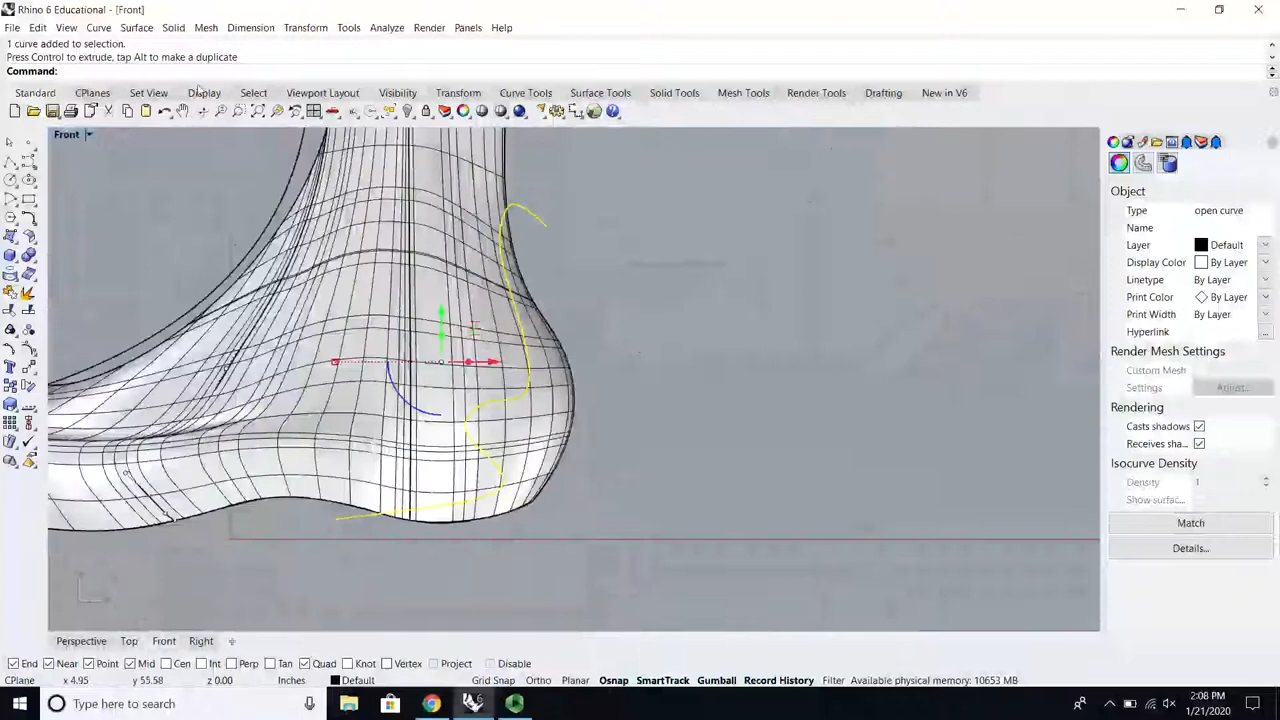 Rhino 6 Educational - [Front]
File Edit View Curve Surface Solid Mesh Dimension Transform Tools Analyze Render Panels Help
1 curve added to selection.
Press Control to extrude, tap Alt to make a duplicate
Command:
Standard CPlanes Set View Display Select Viewport Layout Visibility Transform Curve Tools Surface Tools Solid Tools Mesh Tools Render Tools Drafting New in V6
Front
Object
Type open curve
Name
Layer Default
Display Color By Layer
Linetype By Layer
Print Color By Layer
Print Width By Layer
Hyperlink ...
Render Mesh Settings
Custom Mesh
Settings Adjust...
Rendering
Casts shadows
Receives sha...
Isocurve Density
Density 1
Show surfac...
Match
Details...
Perspective Top Front Right
End Near Point Mid Cen Int Perp Tan Quad Knot Vertex Project Disable
CPlane x 4.95 y 55.58 z 0.00 Inches Default Grid Snap Ortho Planar Osnap SmartTrack Gumball Record History Filter Available physical memory: 10653 MB
Type here to search
2:08 PM
1/21/2020